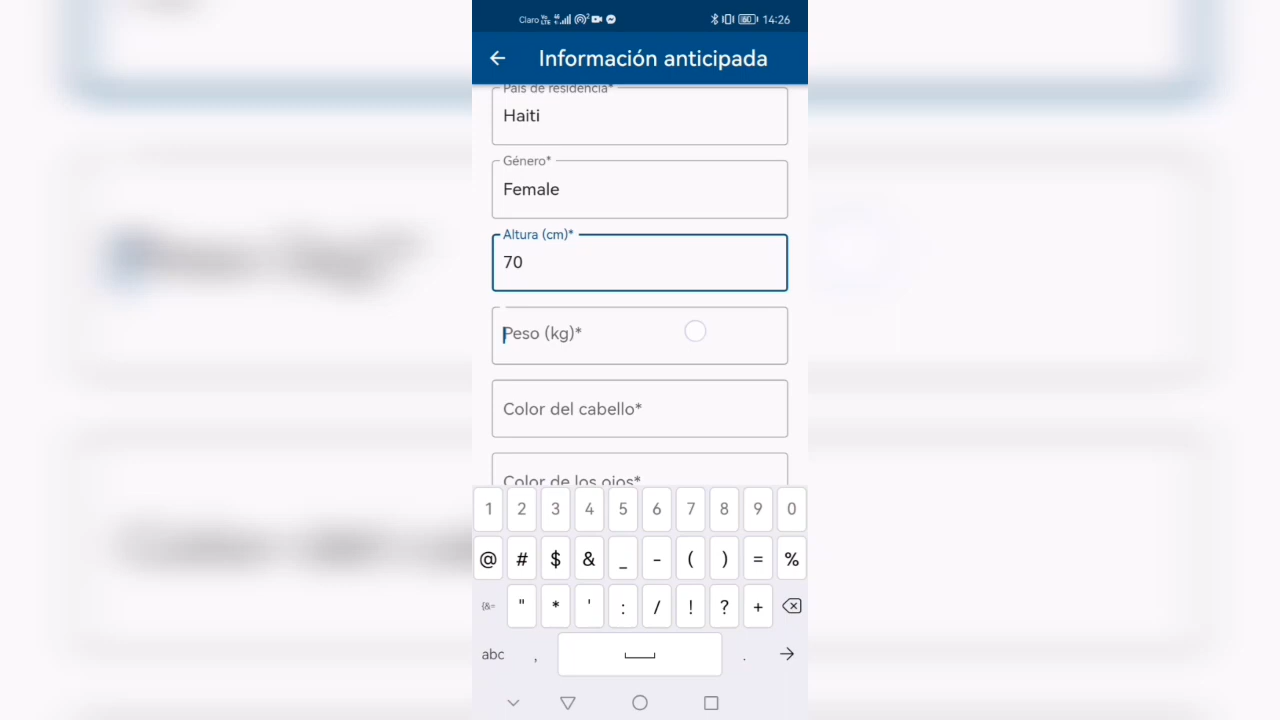 Claro 14:26
Información anticipada
País de residencia*
Haiti
Género*
Female
Altura (cm)*
70
Peso (kg)*
Color del cabello*
Color de los ojos*
1 2 3 4 5 6 7 8 9 0
@ # $ & _ - ( ) = %
{&= " * ' : / ! ? +
abc , .